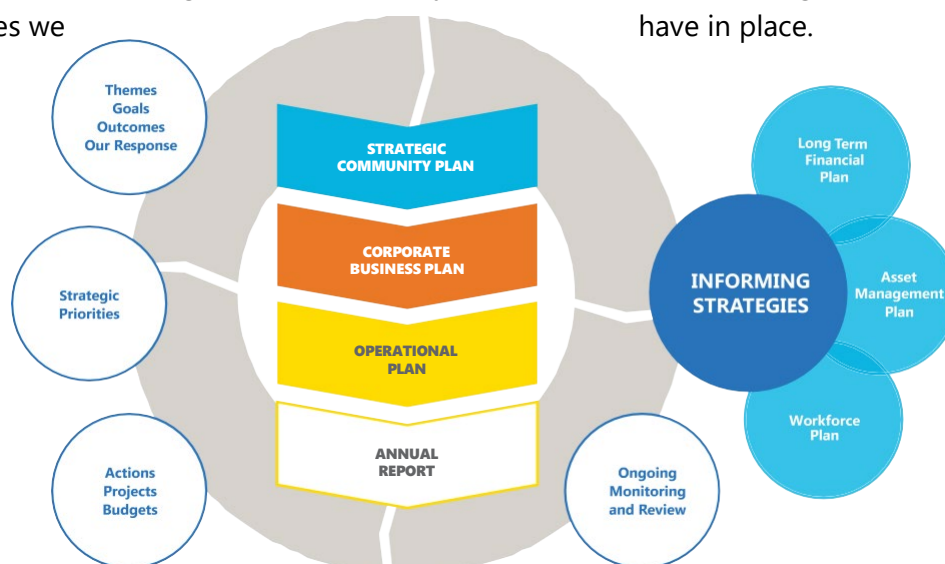 es we
have in place.
Themes
Goals
Outcomes
Our Response
STRATEGIC
COMMUNITY PLAN
Long Term
Financial
Plan
CORPORATE
BUSINESS PLAN
Strategic
Priorities
INFORMING
STRATEGIES
Asset
Management
Plan
OPERATIONAL
PLAN
Workforce
Plan
ANNUAL
REPORT
Actions
Projects
Budgets
Ongoing
Monitoring
and Review